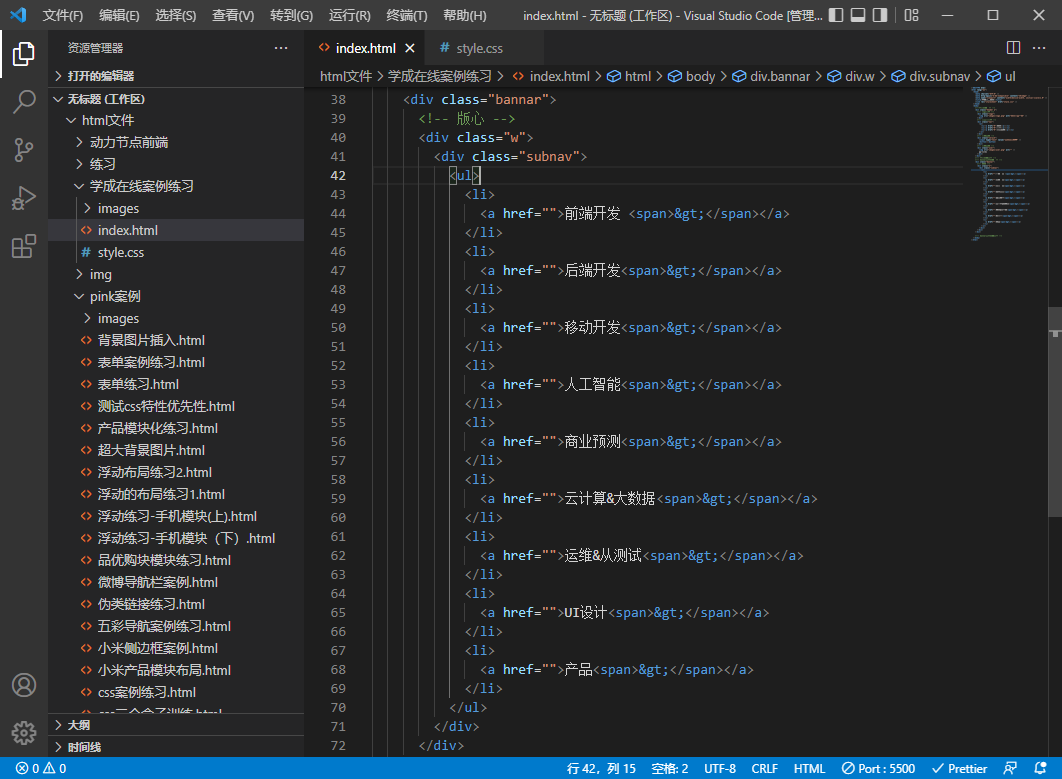 文件(F) 编辑(E) 选择(S) 查看(V) 转到(G) 运行(R) 终端(T) 帮助(H) index.html - 无标题 (工作区) - Visual Studio Code [管理...
资源管理器 ···
打开的编辑器
无标题 (工作区)
html文件
动力节点前端
练习
学成在线案例练习
images
<> index.html
# style.css
img
pink案例
images
<> 背景图片插入.html
<> 表单案例练习.html
<> 表单练习.html
<> 测试css特性优先性.html
<> 产品模块化练习.html
<> 超大背景图片.html
<> 浮动布局练习2.html
<> 浮动的布局练习1.html
<> 浮动练习-手机模块(上).html
<> 浮动练习-手机模块（下）.html
<> 品优购块模块练习.html
<> 微博导航栏案例.html
<> 伪类链接练习.html
<> 五彩导航案例练习.html
<> 小米侧边框案例.html
<> 小米产品模块布局.html
<> css案例练习.html
大纲
时间线
<> index.html # style.css ···
html文件 > 学成在线案例练习 > <> index.html > html > body > div.bannar > div.w > div.subnav > ul
38 <div class="bannar">
39 <!-- 版心 -->
40 <div class="w">
41 <div class="subnav">
42 <ul>
43 <li>
44 <a href="">前端开发 <span>&gt;</span></a>
45 </li>
46 <li>
47 <a href="">后端开发<span>&gt;</span></a>
48 </li>
49 <li>
50 <a href="">移动开发<span>&gt;</span></a>
51 </li>
52 <li>
53 <a href="">人工智能<span>&gt;</span></a>
54 </li>
55 <li>
56 <a href="">商业预测<span>&gt;</span></a>
57 </li>
58 <li>
59 <a href="">云计算&大数据<span>&gt;</span></a>
60 </li>
61 <li>
62 <a href="">运维&从测试<span>&gt;</span></a>
63 </li>
64 <li>
65 <a href="">UI设计<span>&gt;</span></a>
66 </li>
67 <li>
68 <a href="">产品<span>&gt;</span></a>
69 </li>
70 </ul>
71 </div>
72 </div>
0 0 行 42，列 15 空格: 2 UTF-8 CRLF HTML Port : 5500 Prettier